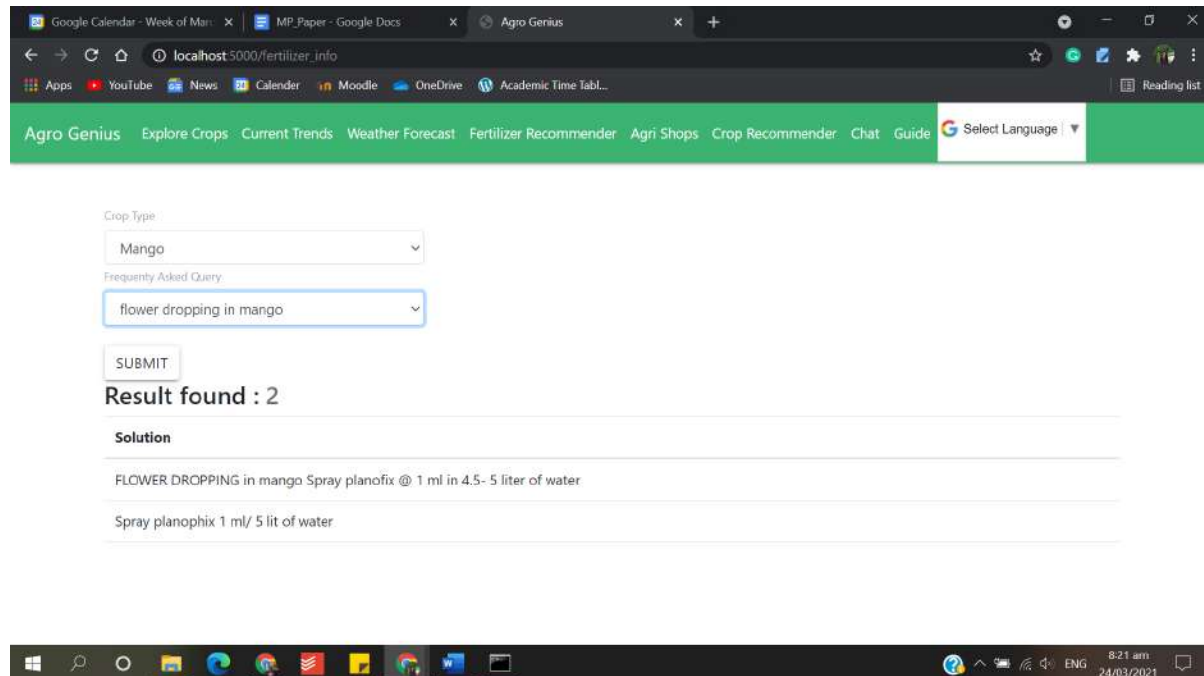 Google Calendar - Week of Mar MP_Paper - Google Docs Agro Genius
localhost:5000/fertilizer_info
Apps YouTube News Calender Moodle OneDrive Academic Time Tabl... Reading list
Agro Genius Explore Crops Current Trends Weather Forecast Fertilizer Recommender Agri Shops Crop Recommender Chat Guide Select Language
Crop Type
Mango
Frequenty Asked Query
flower dropping in mango
SUBMIT
Result found : 2
Solution
FLOWER DROPPING in mango Spray planofix @ 1 ml in 4.5- 5 liter of water
Spray planophix 1 ml/ 5 lit of water
ENG 8:21 am
24/03/2021